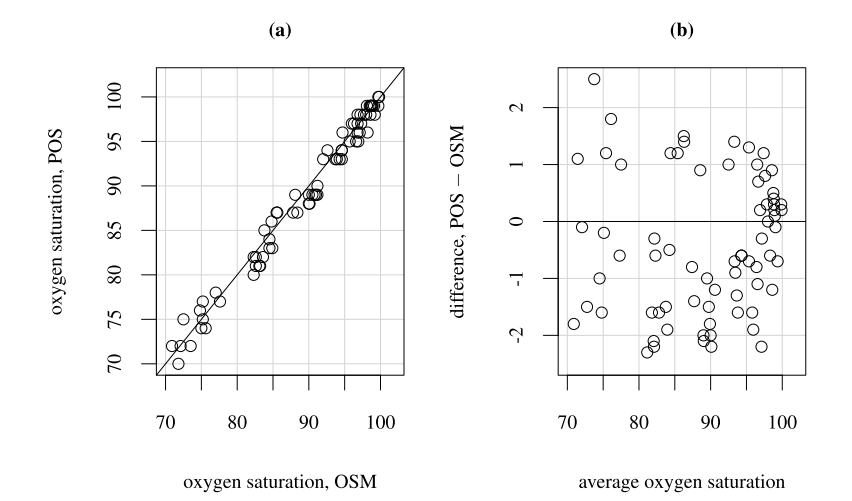 (a)
oxygen saturation, POS
100
95
90
85
80
75
70
70 80 90 100
oxygen saturation, OSM
(b)
difference, POS − OSM
2
1
0
-1
-2
70 80 90 100
average oxygen saturation